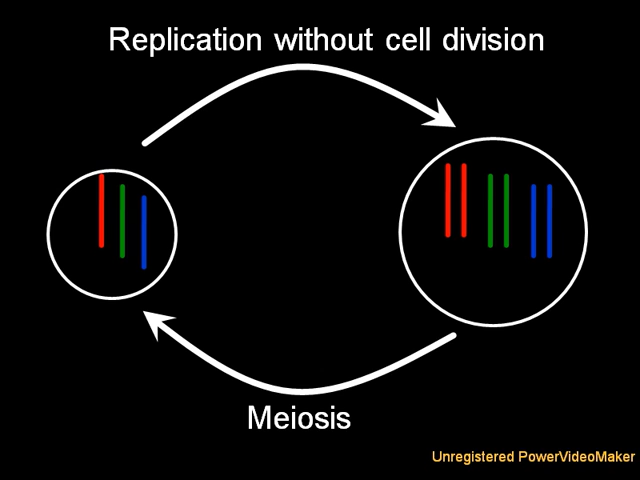 Replication without cell division
Meiosis
Unregistered PowerVideoMaker